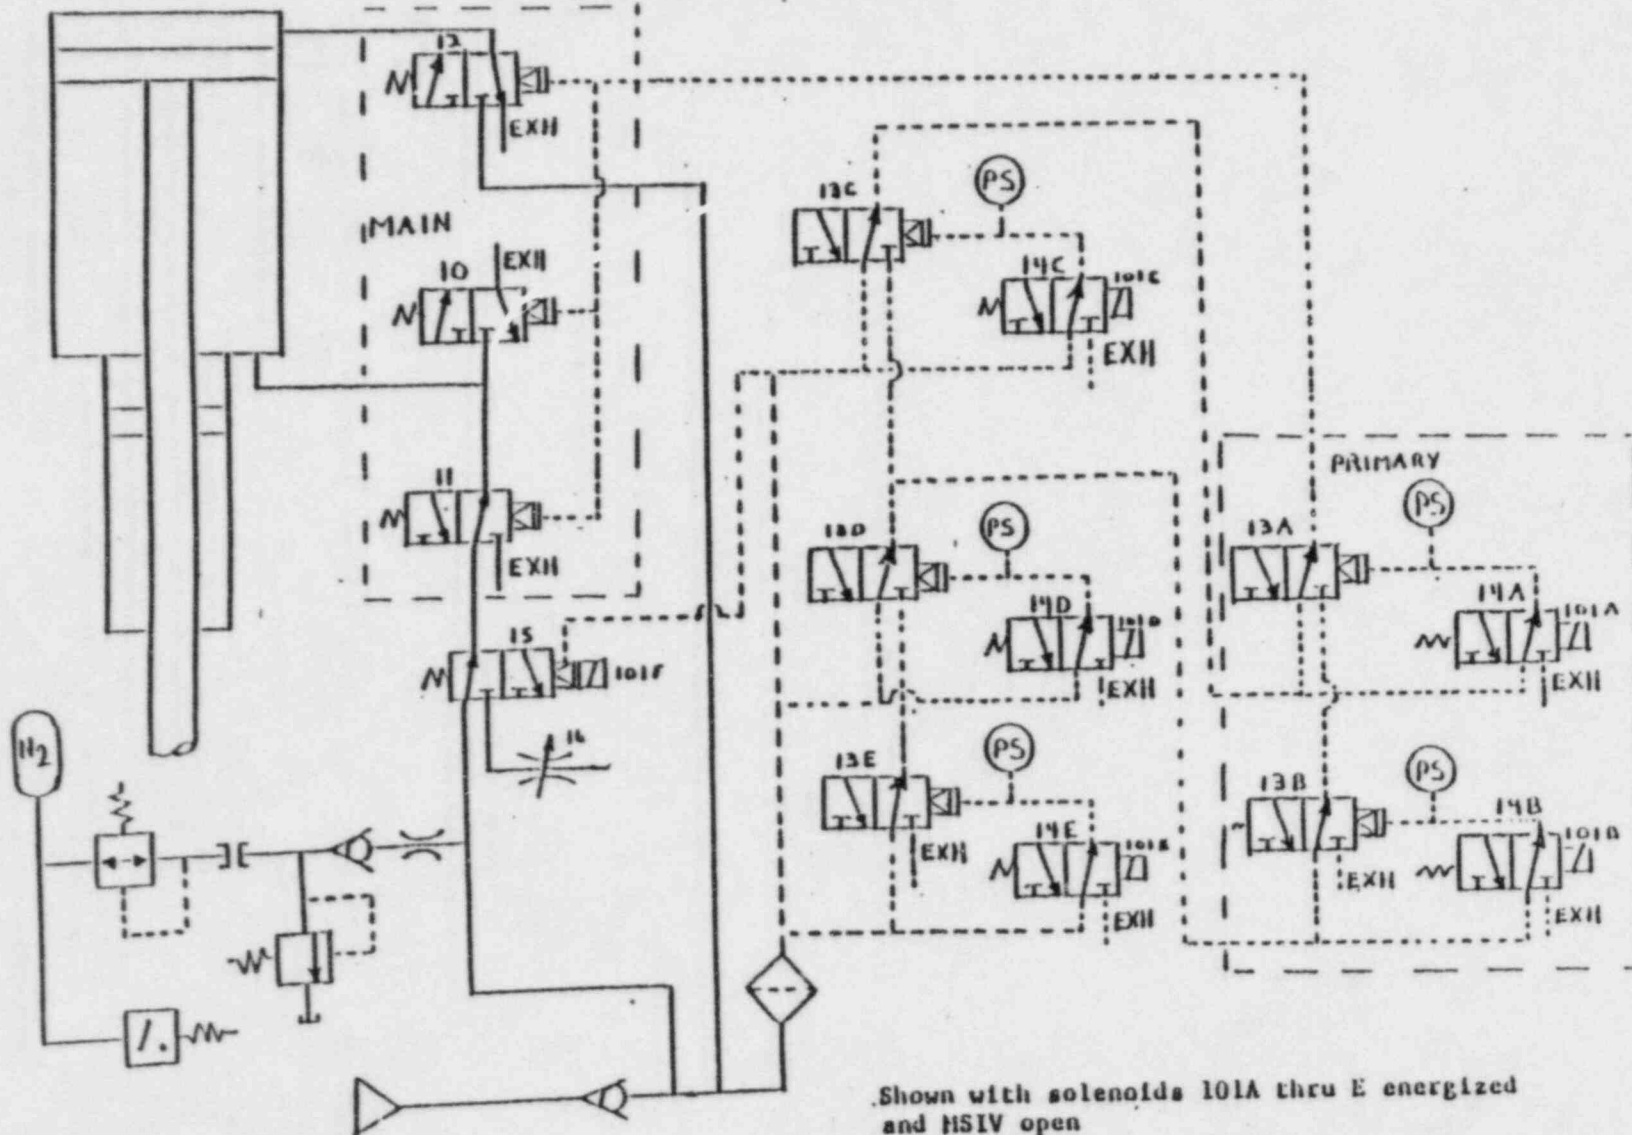 12
EXH
MAIN
EXH
10
11
EXH
15
101F
16
N2
PS
13C
14C
101C
EXH
PS
13D
14D
101D
EXH
PS
13E
EXH
14E
101E
EXH
PRIMARY
PS
13A
14A
101A
EXH
PS
13B
EXH
14B
101B
EXH
Shown with solenoids 101A thru E energized
and MSIV open